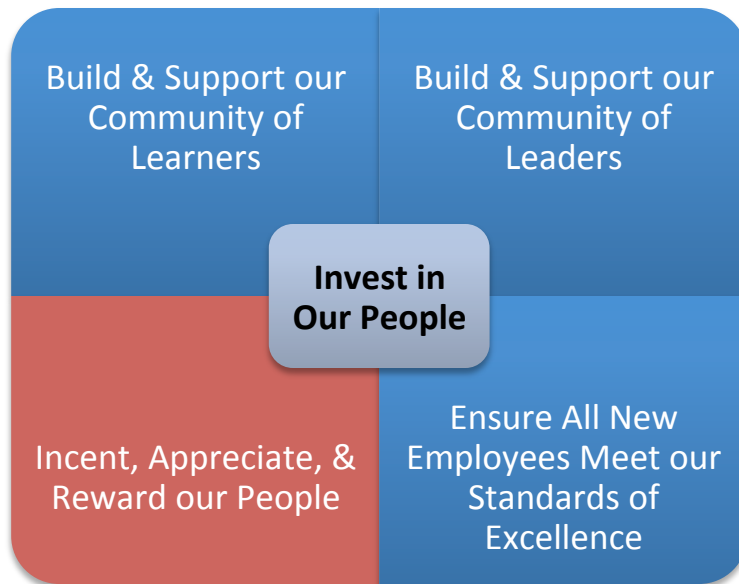 Build & Support our
Community of
Learners
Build & Support our
Community of
Leaders
Invest in
Our People
Incent, Appreciate, &
Reward our People
Ensure All New
Employees Meet our
Standards of
Excellence